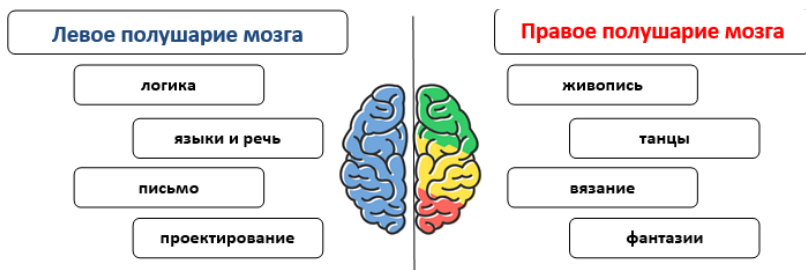 Левое полушарие мозга
логика
языки и речь
письмо
проектирование
Правое полушарие мозга
живопись
танцы
вязание
фантазии